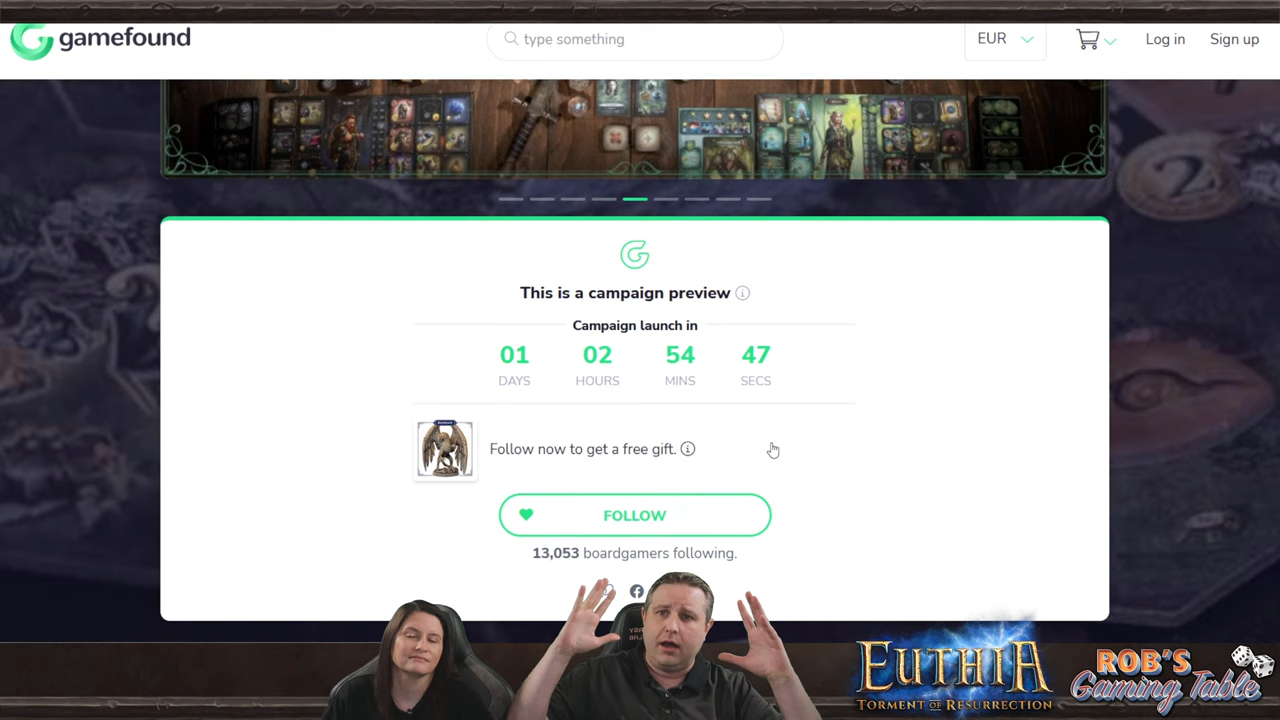 gamefound
type something
EUR
Log in
Sign up
2
This is a campaign preview
Campaign launch in
01 02 54 47
DAYS HOURS MINS SECS
Follow now to get a free gift.
FOLLOW
13,053 boardgamers following.
EUTHIA
TORMENT OF RESURRECTION
ROB'S
Gaming Table